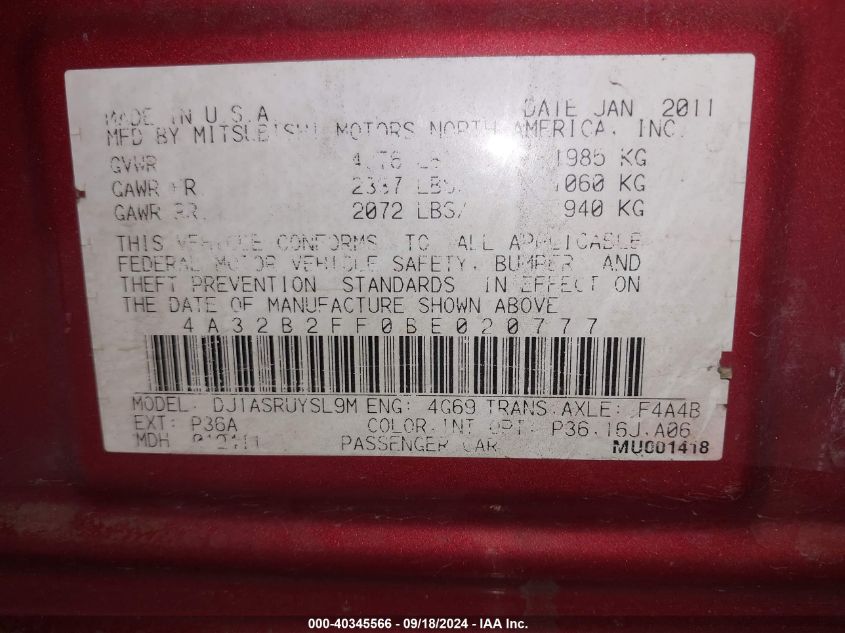 MADE IN U.S.A. DATE JAN 2011
MFD BY MITSUBISHI MOTORS NORTH AMERICA, INC.
GVWR LBS 1985 KG
GAWR FR. LBS/ 1060 KG
GAWR RR. 2072 LBS/ 940 KG
THIS VEHICLE CONFORMS TO ALL APPLICABLE
FEDERAL MOTOR VEHICLE SAFETY, BUMPER AND
THEFT PREVENTION STANDARDS IN EFFECT ON
THE DATE OF MANUFACTURE SHOWN ABOVE
4A32B2FF0BE020777
MODEL: DJ1ASRUYSL9M ENG: 4G69 TRANS.AXLE: F4A4B
EXT: P36A COLOR.INT OPT: P36.16J.A06
MDH PASSENGER CAR MU001418
000-40345566 - 09/18/2024 - IAA Inc.